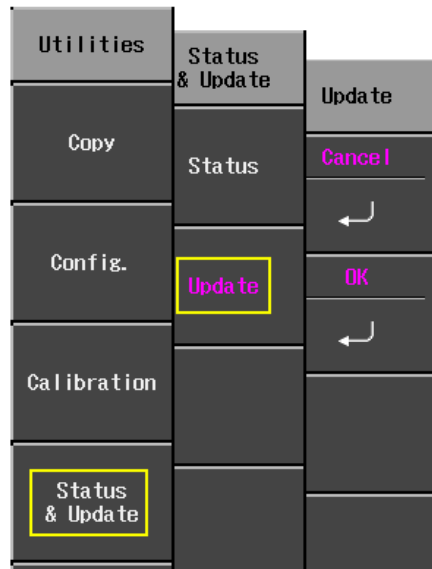 Utilities
Copy
Config.
Calibration
Status
& Update
Status
& Update
Status
Update
Update
Cancel
OK